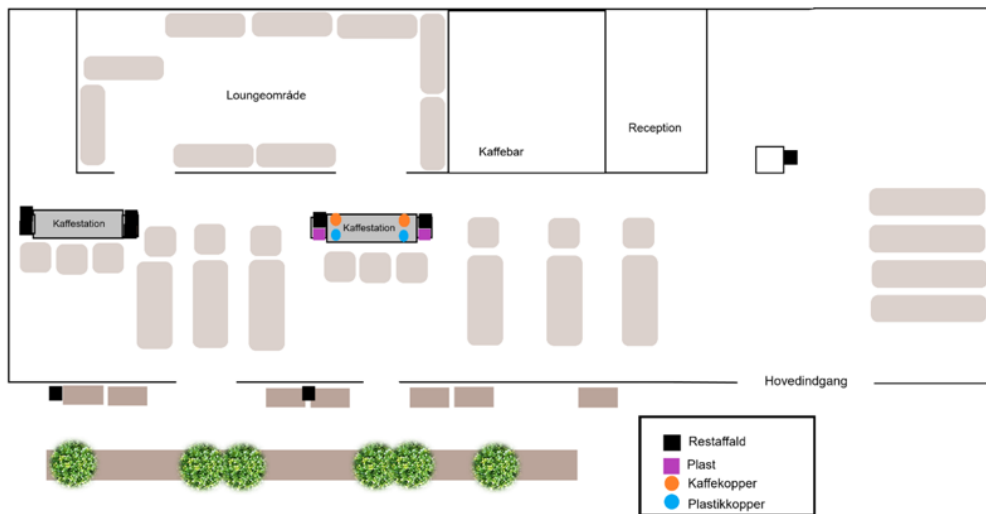 Loungeområde
Kaffebar
Reception
Kaffestation
Kaffestation
Hovedindgang
Restaffald
Plast
Kaffekopper
Plastikkopper